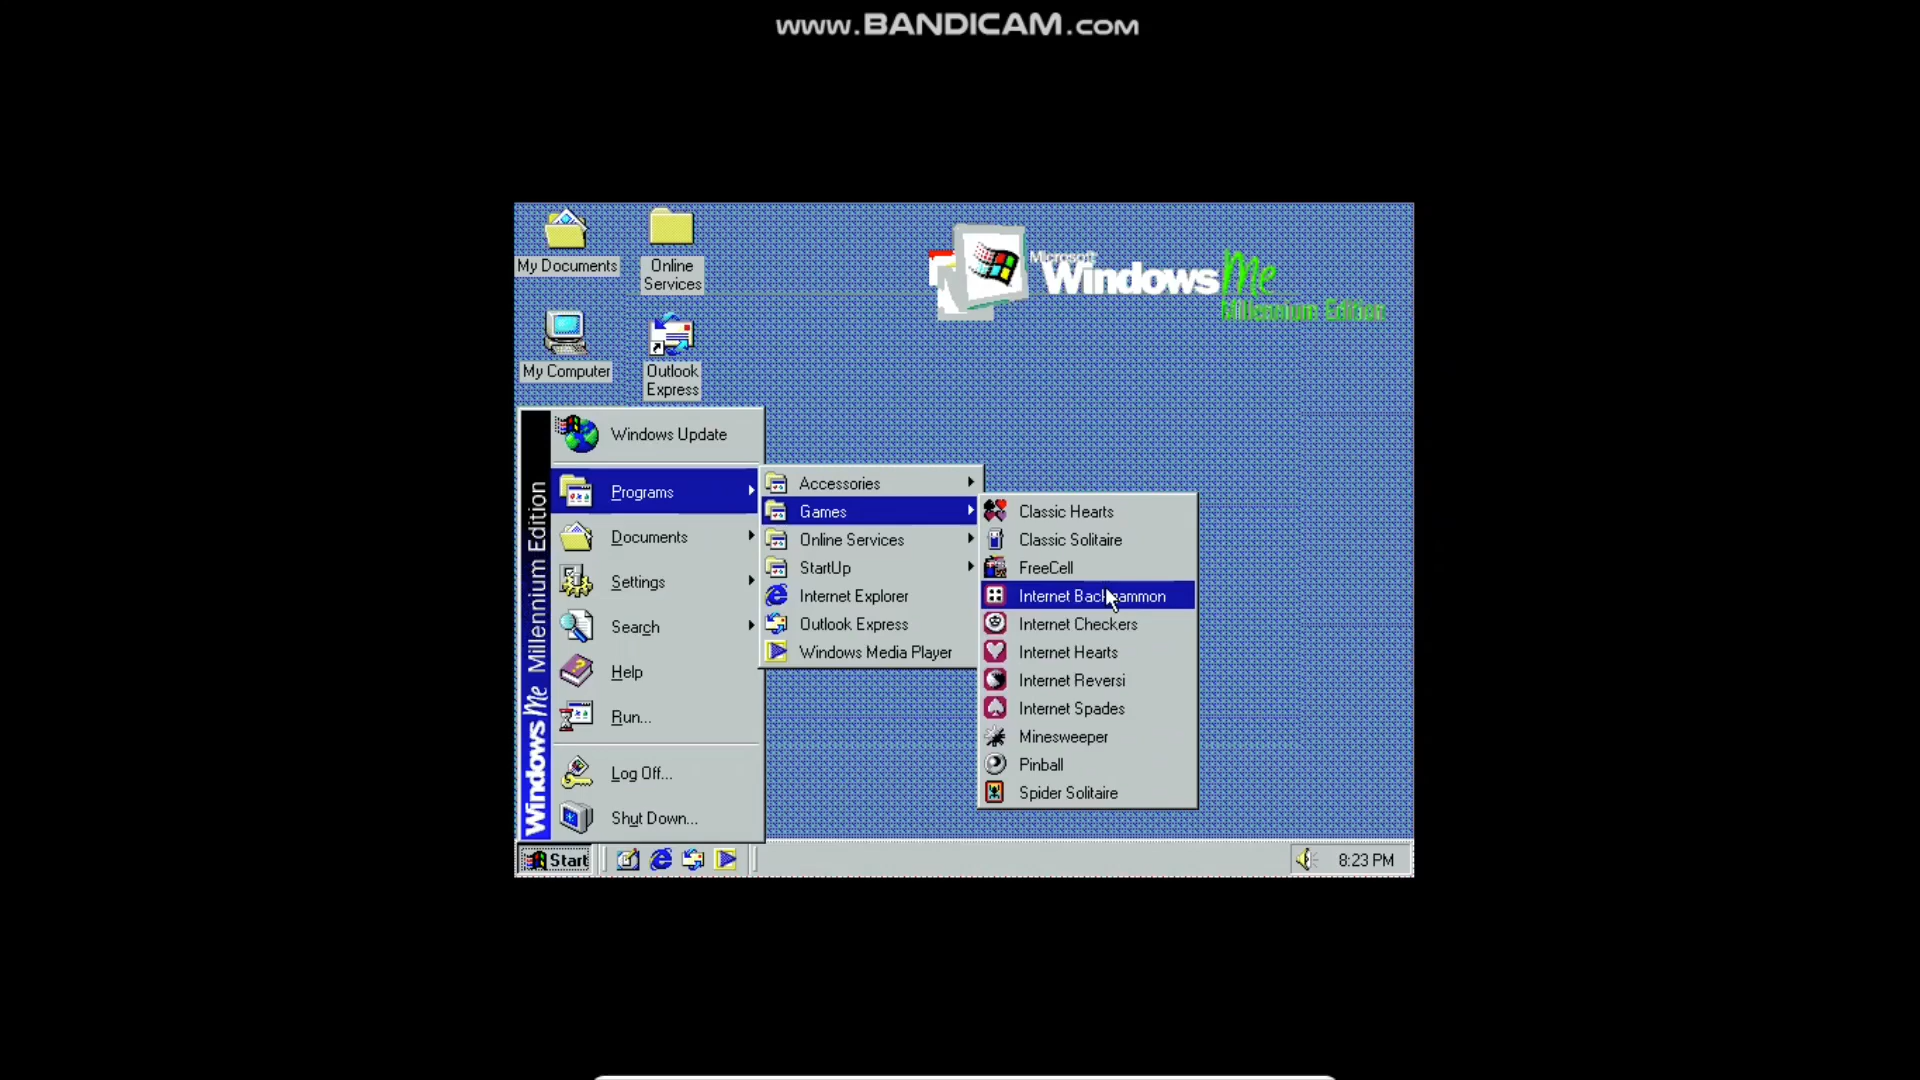 www.BANDICAM.com
My Documents
Online
Services
Microsoft
Windows Me
Millennium Edition
My Computer
Outlook
Express
Windows Update
Programs
Documents
Settings
Search
Help
Run...
Log Off...
Shut Down...
Windows Me Millennium Edition
Accessories
Games
Online Services
StartUp
Internet Explorer
Outlook Express
Windows Media Player
Classic Hearts
Classic Solitaire
FreeCell
Internet Backgammon
Internet Checkers
Internet Hearts
Internet Reversi
Internet Spades
Minesweeper
Pinball
Spider Solitaire
Start
8:23 PM